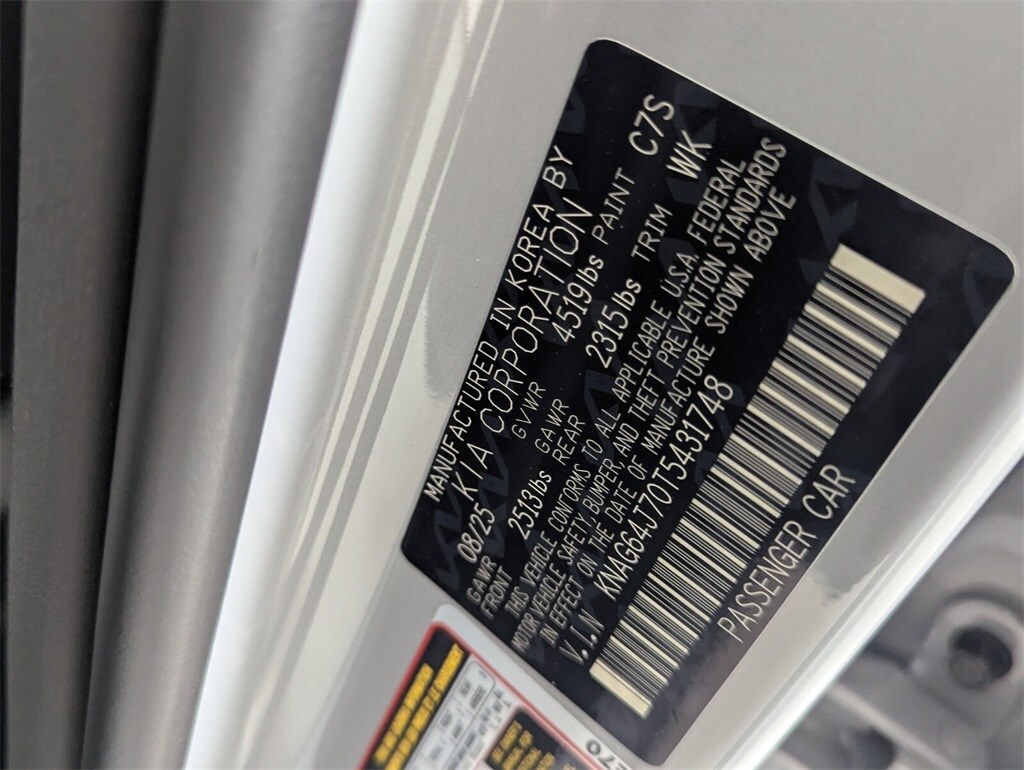 MANUFACTURED IN KOREA BY
KIA CORPORATION
08/25 GVWR 4519lbs PAINT C7S
GAWR FRONT 2513lbs GAWR REAR 2315lbs TRIM WK
THIS VEHICLE CONFORMS TO ALL APPLICABLE U.S.A. FEDERAL
MOTOR VEHICLE SAFETY BUMPER, AND THEFT PREVENTION STANDARDS
IN EFFECT ON THE DATE OF MANUFACTURE SHOWN ABOVE
V.I.N KNAG64J70T5431748
PASSENGER CAR